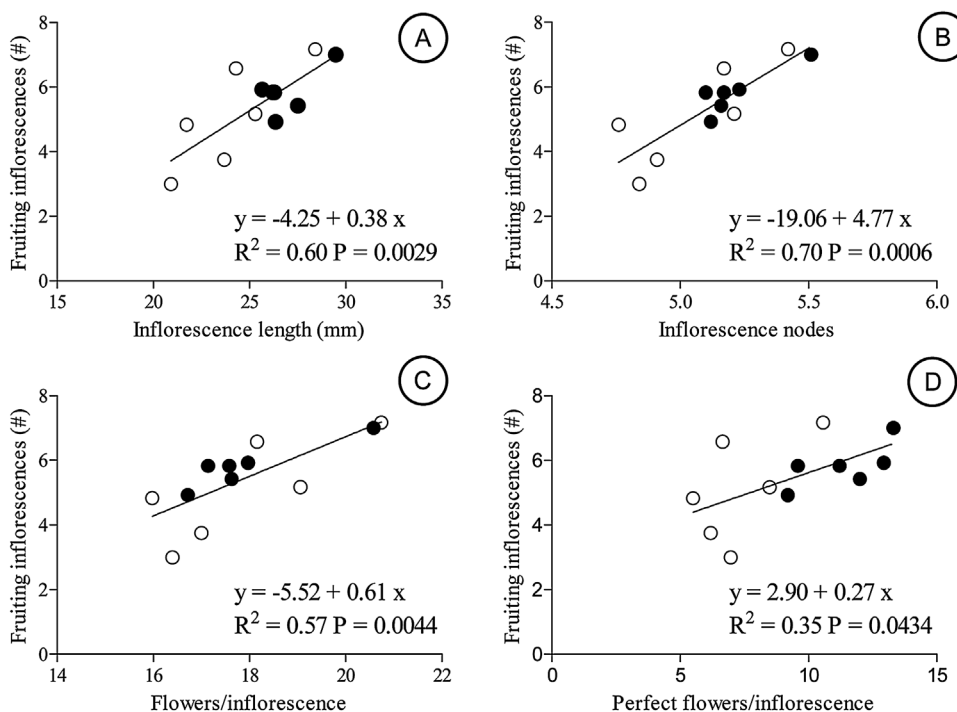 A
Fruiting inflorescences (#)
8
6
4
2
0
y = -4.25 + 0.38 x
R² = 0.60 P = 0.0029
15 20 25 30 35
Inflorescence length (mm)
B
Fruiting inflorescences (#)
8
6
4
2
0
y = -19.06 + 4.77 x
R² = 0.70 P = 0.0006
4.5 5.0 5.5 6.0
Inflorescence nodes
C
Fruiting inflorescences (#)
8
6
4
2
0
y = -5.52 + 0.61 x
R² = 0.57 P = 0.0044
14 16 18 20 22
Flowers/inflorescence
D
Fruiting inflorescences (#)
8
6
4
2
0
y = 2.90 + 0.27 x
R² = 0.35 P = 0.0434
0 5 10 15
Perfect flowers/inflorescence